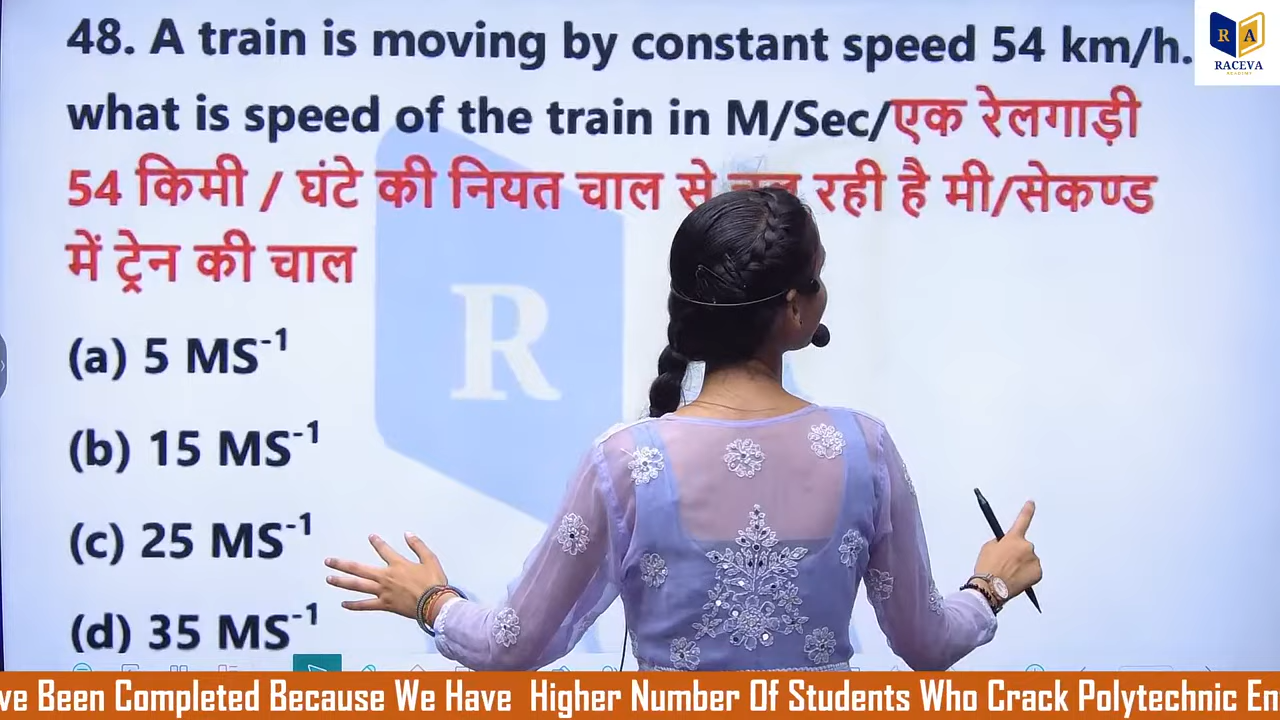 48. A train is moving by constant speed 54 km/h.
what is speed of the train in M/Sec/एक रेलगाड़ी
54 किमी / घंटे की नियत चाल से रही है मी/सेकण्ड
में ट्रेन की चाल
(a) 5 MS⁻¹
(b) 15 MS⁻¹
(c) 25 MS⁻¹
(d) 35 MS⁻¹
R
R A
RACEVA
ACADEMY
ve Been Completed Because We Have Higher Number Of Students Who Crack Polytechnic En